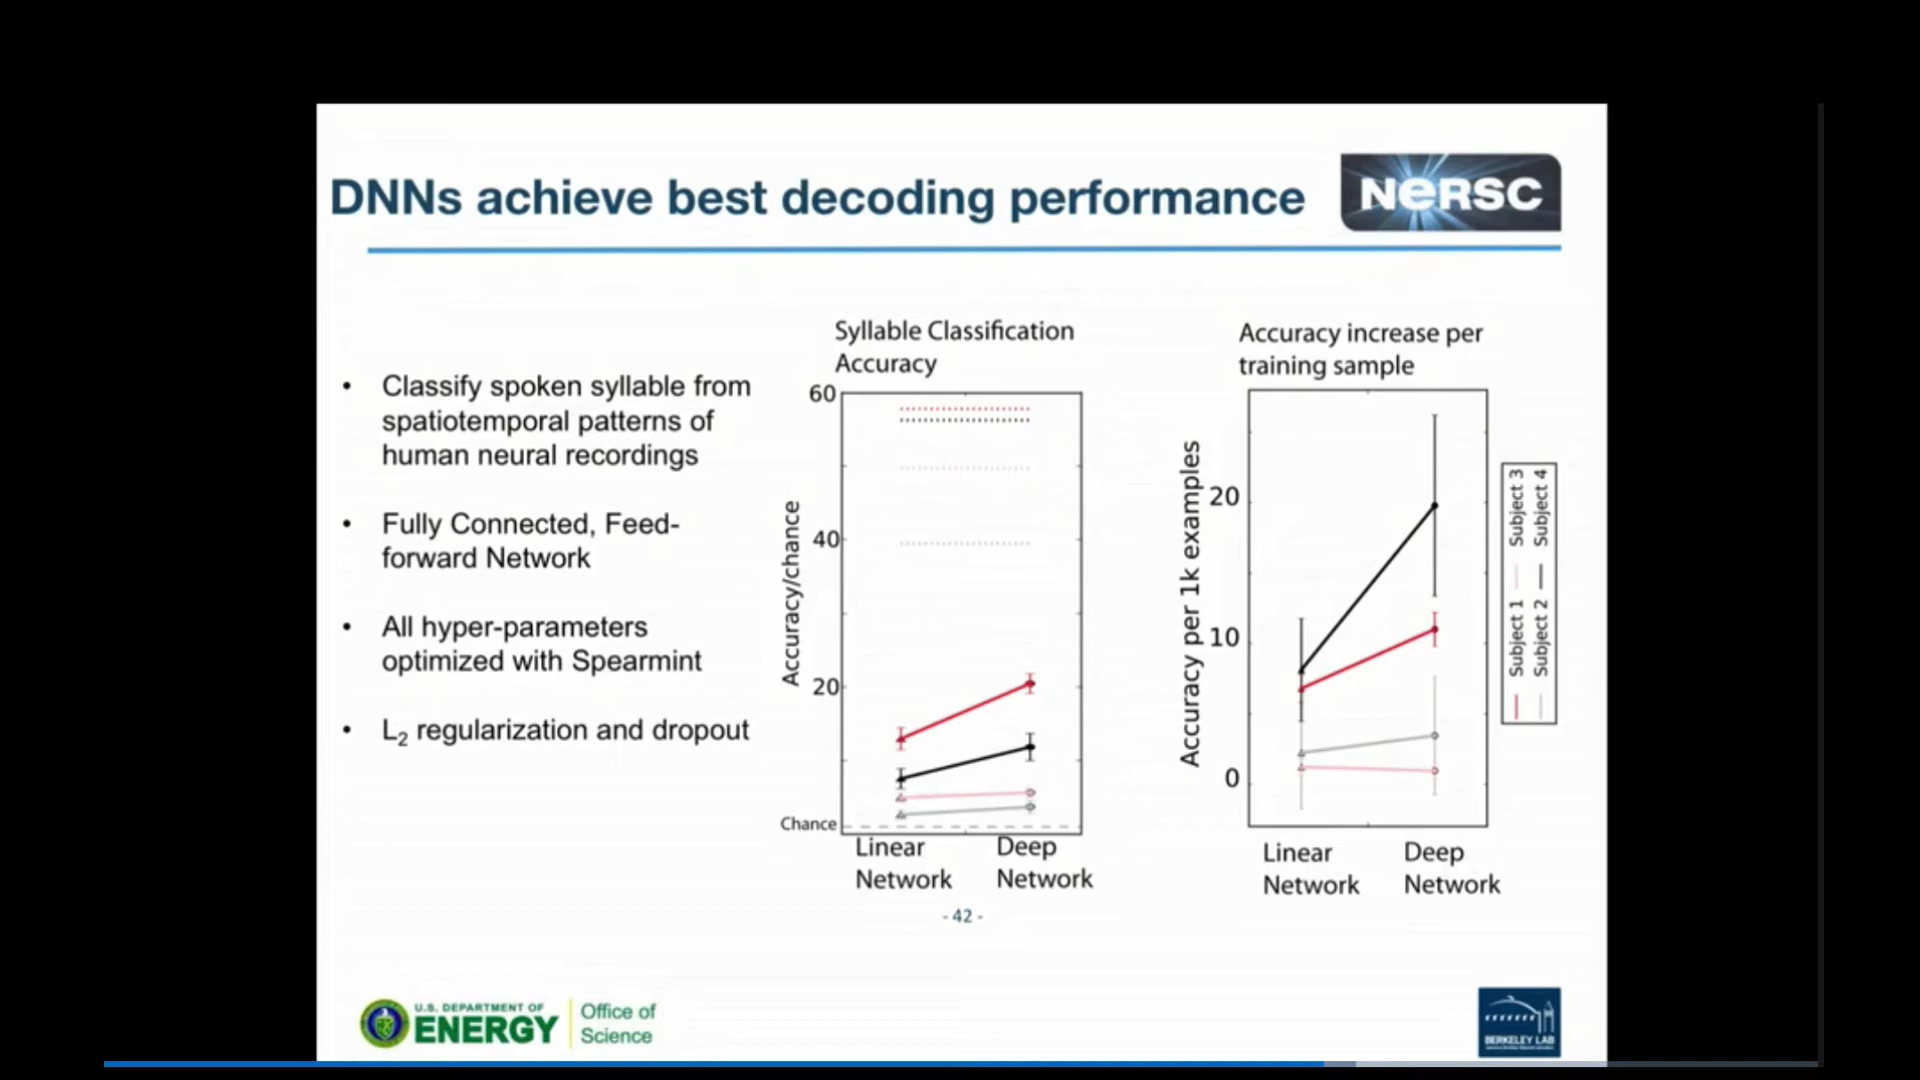 DNNs achieve best decoding performance
NERSC
• Classify spoken syllable from
spatiotemporal patterns of
human neural recordings
• Fully Connected, Feed-
forward Network
• All hyper-parameters
optimized with Spearmint
• L2 regularization and dropout
Syllable Classification
Accuracy
Accuracy/chance
60
40
20
Chance
Linear
Network
Deep
Network
Accuracy increase per
training sample
Accuracy per 1k examples
20
10
0
Linear
Network
Deep
Network
Subject 1
Subject 3
Subject 2
Subject 4
- 42 -
U.S. DEPARTMENT OF
ENERGY
Office of
Science
BERKELEY LAB